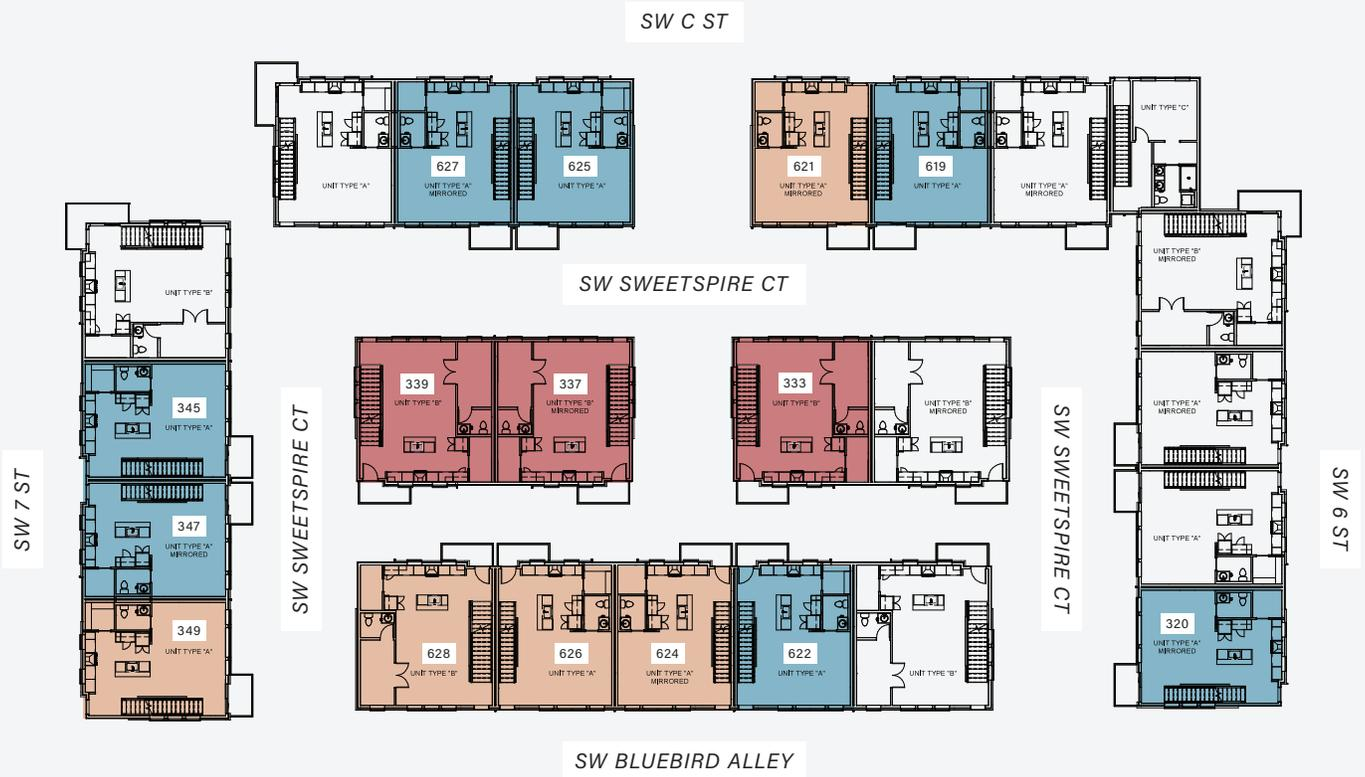 SW C ST
UNIT TYPE "A"
627
UNIT TYPE "A"
MIRRORED
625
UNIT TYPE "A"
621
UNIT TYPE "A"
MIRRORED
619
UNIT TYPE "A"
UNIT TYPE "A"
MIRRORED
UNIT TYPE "C"
SW SWEETSPIRE CT
UNIT TYPE "B"
345
UNIT TYPE "A"
347
UNIT TYPE "A"
MIRRORED
349
UNIT TYPE "A"
SW 7 ST
SW SWEETSPIRE CT
339
UNIT TYPE "B"
337
UNIT TYPE "B"
MIRRORED
333
UNIT TYPE "B"
UNIT TYPE "B"
MIRRORED
SW SWEETSPIRE CT
UNIT TYPE "B"
MIRRORED
UNIT TYPE "A"
MIRRORED
UNIT TYPE "A"
320
UNIT TYPE "A"
MIRRORED
SW 6 ST
628
UNIT TYPE "B"
626
UNIT TYPE "A"
624
UNIT TYPE "A"
MIRRORED
622
UNIT TYPE "A"
UNIT TYPE "B"
SW BLUEBIRD ALLEY